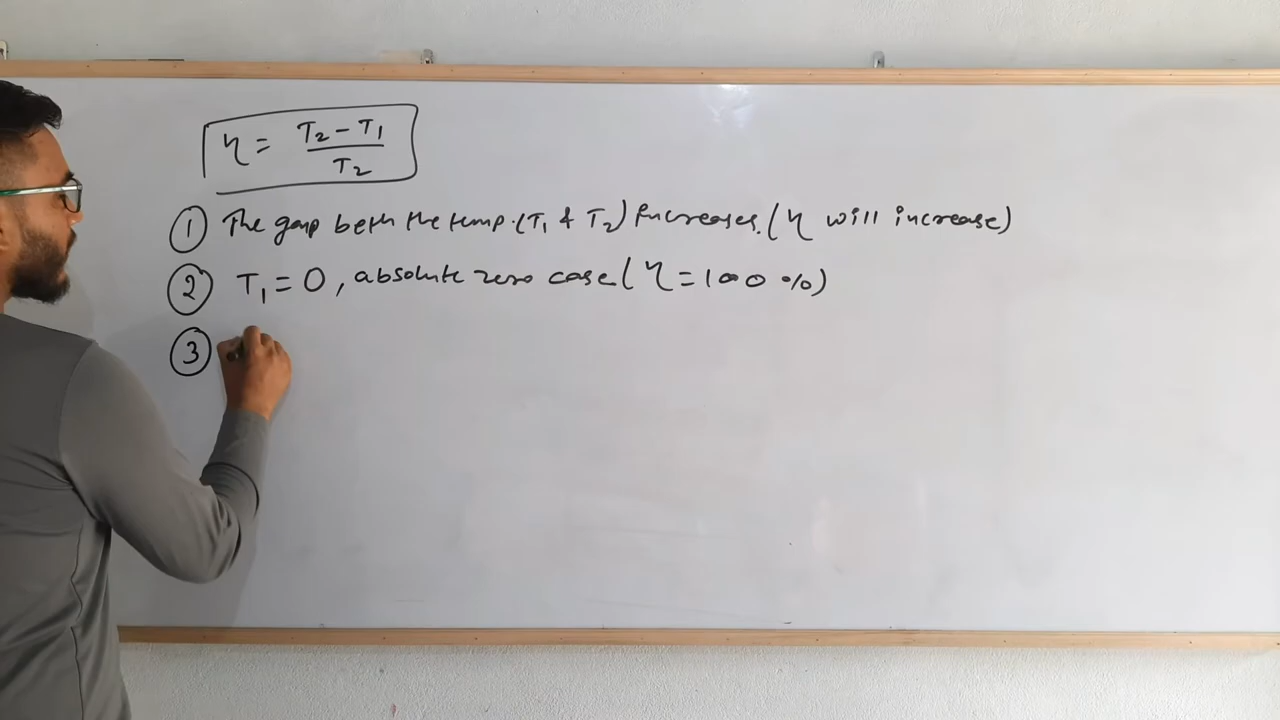 η = T₂ - T₁ / T₂
① The gap betn the temp. (T₁ & T₂) increases. (η will increase)
② T₁ = 0, absolute zero case (η = 100 %)
③